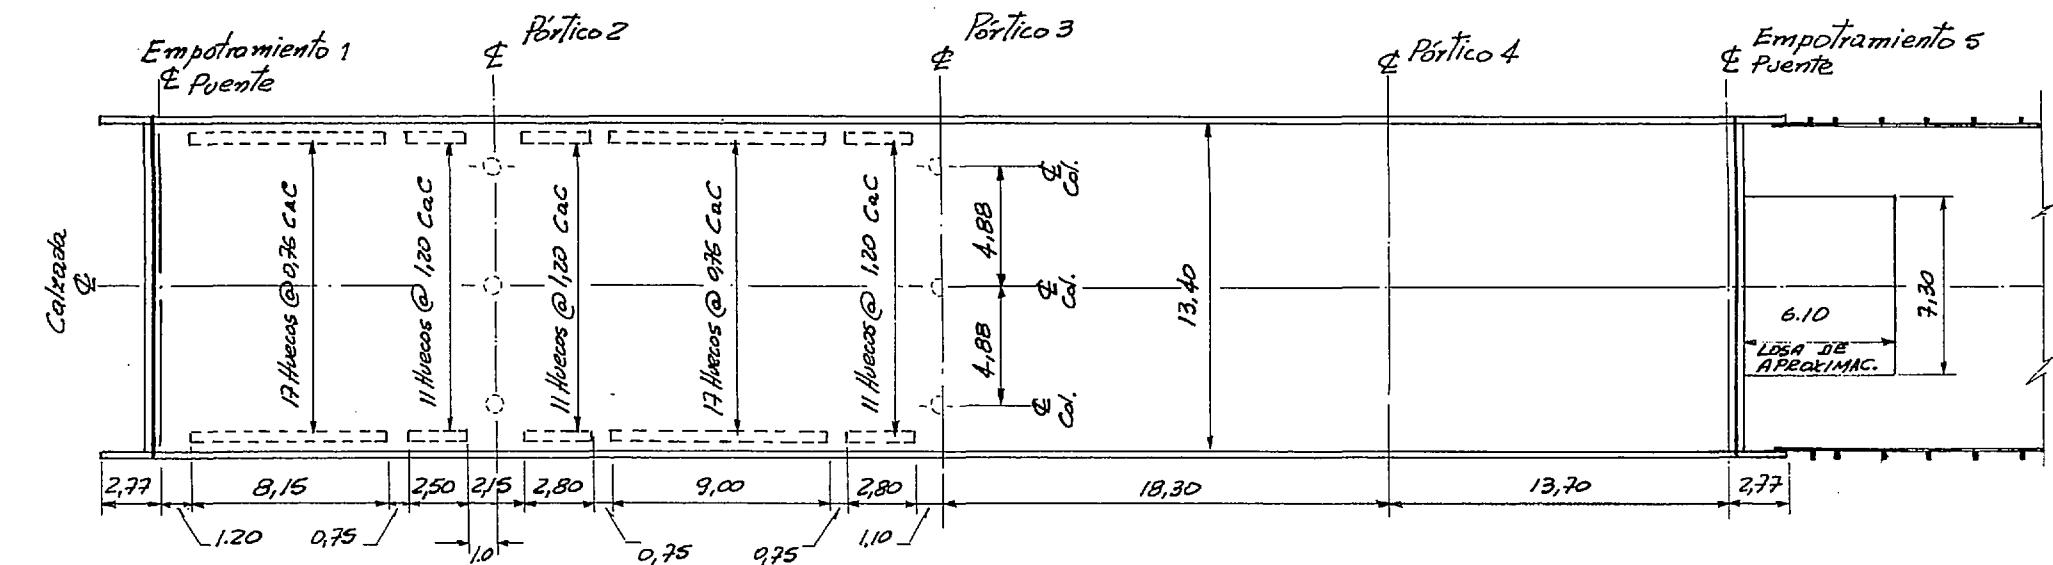 Empotramiento 1
℄ Puente
℄ Pórtico 2
℄ Pórtico 3
℄ Pórtico 4
℄ Empotramiento 5
Puente
Calzada
℄
17 Huecos @ 0,76 CaC
11 Huecos @ 1,20 CaC
11 Huecos @ 1,20 CaC
17 Huecos @ 0,76 CaC
11 Huecos @ 1,20 CaC
4,88
4,88
℄ Col.
℄ Col.
℄ Col.
13,40
6.10
LOSA DE
APROXIMAC.
7,30
2,77
8,15
2,50
2,15
2,80
9,00
2,80
18,30
13,70
2,77
1.20
0,75
1.0
0,75
0,75
1,10